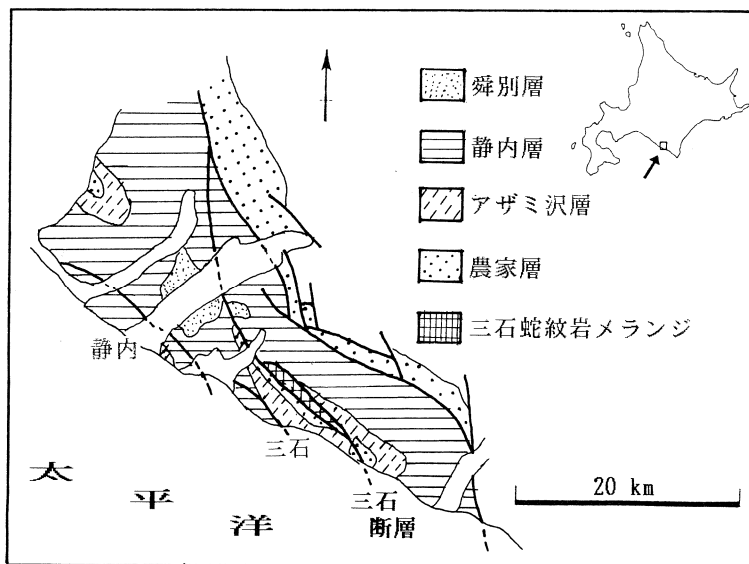 舜別層
静内層
アザミ沢層
農家層
三石蛇紋岩メランジ
静内
三石
三石
断層
太平洋
20 km